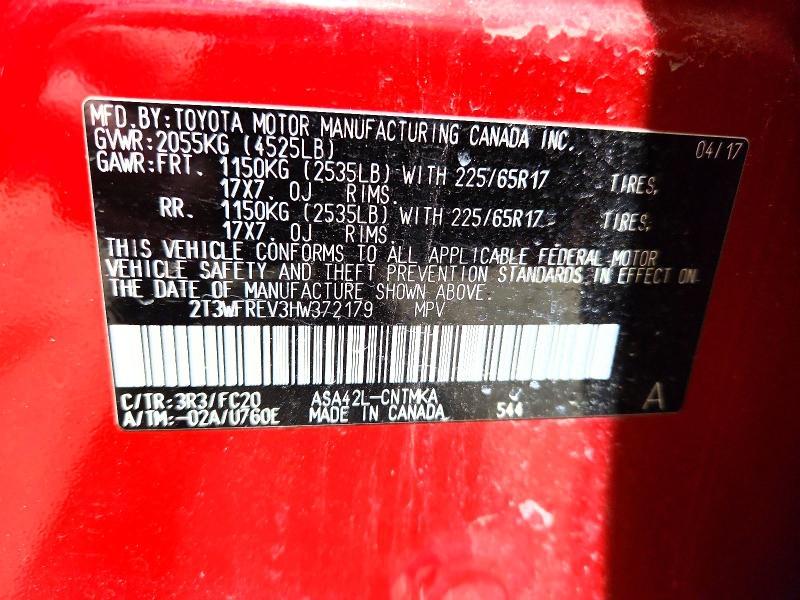 MFD.BY:TOYOTA MOTOR MANUFACTURING CANADA INC. 04/17
GVWR:2055KG (4525LB)
GAWR:FRT. 1150KG (2535LB) WITH 225/65R17 TIRES,
17X7.0J RIMS.
RR. 1150KG (2535LB) WITH 225/65R17 TIRES,
17X7.0J RIMS.
THIS VEHICLE CONFORMS TO ALL APPLICABLE FEDERAL MOTOR
VEHICLE SAFETY AND THEFT PREVENTION STANDARDS IN EFFECT ON
THE DATE OF MANUFACTURE SHOWN ABOVE.
2T3WFREV3HW372179 MPV
C/TR:3R3/FC20 ASA42L-CNTMKA
A/TM:-02A/U760E MADE IN CANADA 544 A